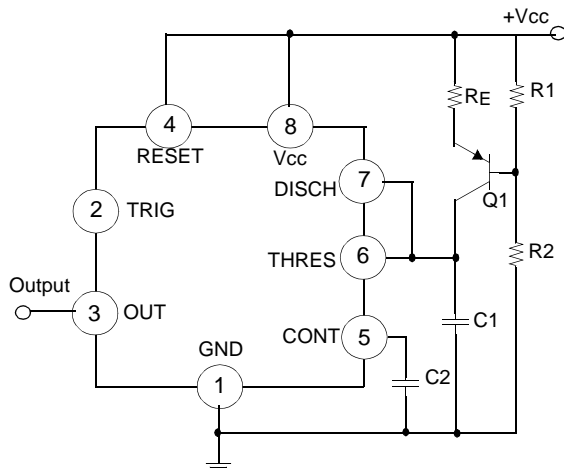 +Vcc
RE
R1
4
RESET
8
Vcc
7
DISCH
Q1
2
TRIG
6
THRES
R2
Output
3
OUT
5
CONT
C1
GND
1
C2